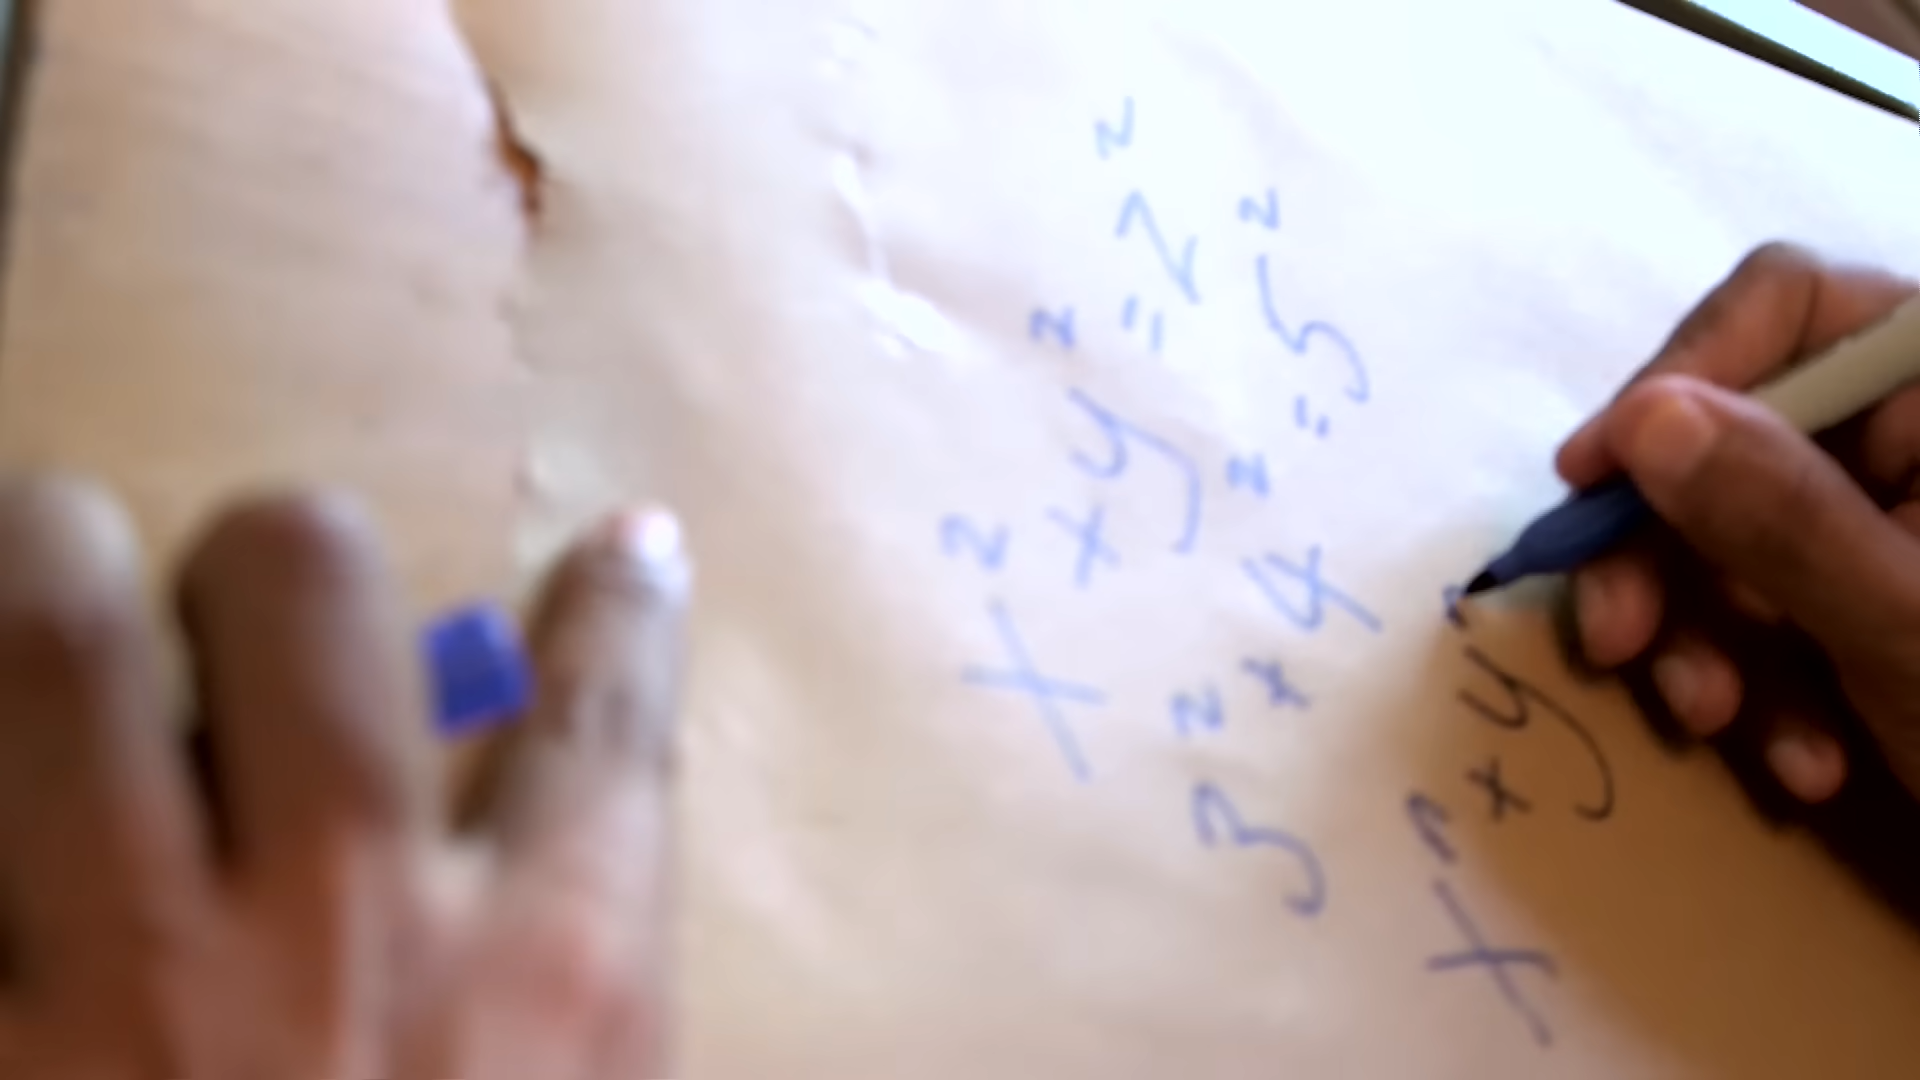 x² + y² = z²
3² + 4² = 5²
xⁿ + yⁿ